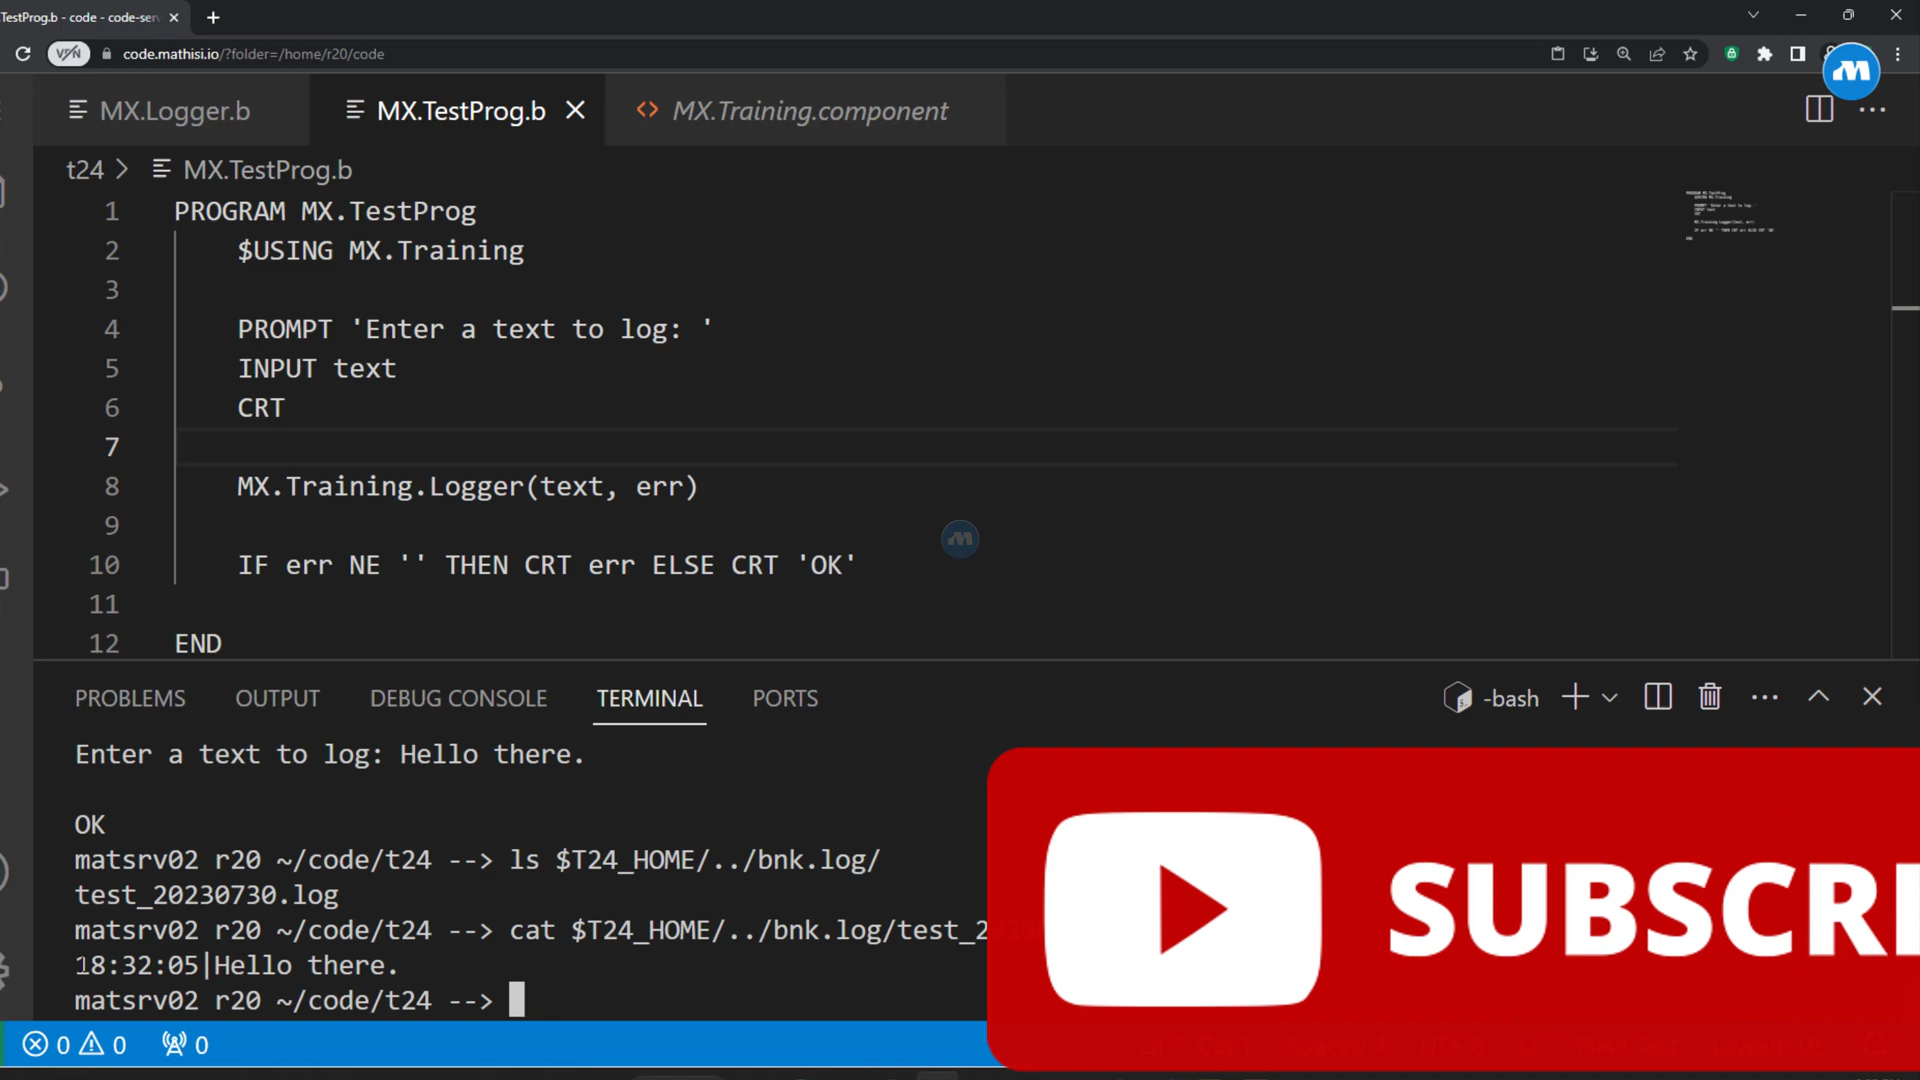 TestProg.b - code - code-ser
VPN code.mathisi.io/?folder=/home/r20/code
MX.Logger.b
MX.TestProg.b
MX.Training.component
t24 > MX.TestProg.b
1 PROGRAM MX.TestProg
2 $USING MX.Training
3
4 PROMPT 'Enter a text to log: '
5 INPUT text
6 CRT
7
8 MX.Training.Logger(text, err)
9
10 IF err NE '' THEN CRT err ELSE CRT 'OK'
11
12 END
PROBLEMS OUTPUT DEBUG CONSOLE TERMINAL PORTS
-bash
Enter a text to log: Hello there.
OK
matsrv02 r20 ~/code/t24 --> ls $T24_HOME/../bnk.log/
test_20230730.log
matsrv02 r20 ~/code/t24 --> cat $T24_HOME/../bnk.log/test_2
18:32:05|Hello there.
matsrv02 r20 ~/code/t24 -->
SUBSCRI
0 0 0